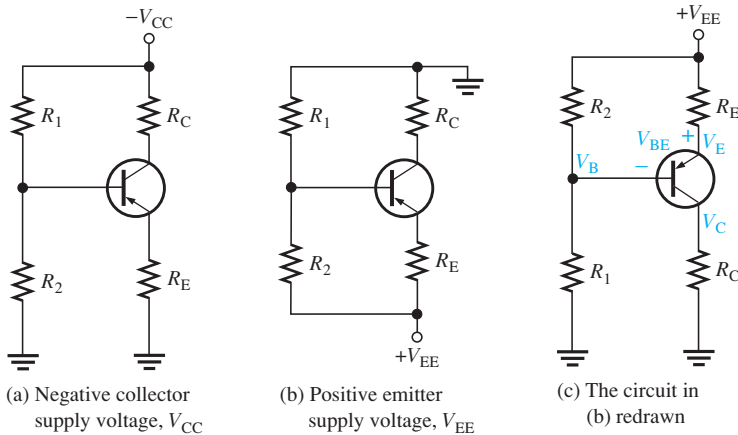 −V_CC
R_1
R_C
R_2
R_E
(a) Negative collector
supply voltage, V_CC
R_1
R_C
R_2
R_E
+V_EE
(b) Positive emitter
supply voltage, V_EE
+V_EE
R_2
R_E
V_BE
+
V_E
V_B
−
V_C
R_1
R_C
(c) The circuit in
(b) redrawn